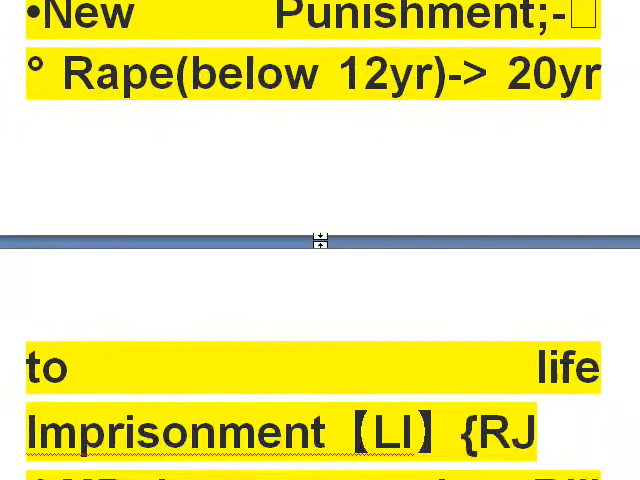 •New Punishment;-
° Rape(below 12yr)-> 20yr
to life
Imprisonment【LI】{RJ